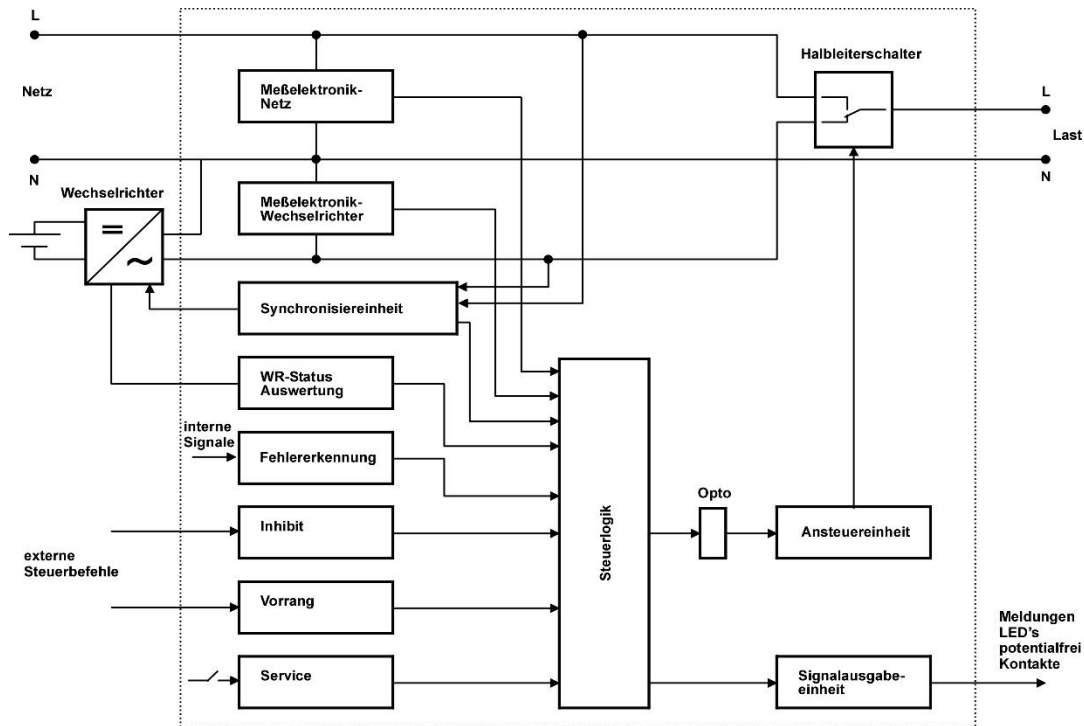 L
Halbleiterschalter
Netz
Meßelektronik-
Netz
L
Last
N
N
Wechselrichter
Meßelektronik-
Wechselrichter
=
~
Synchronisiereinheit
WR-Status
Auswertung
interne
Signale
Fehlererkennung
Opto
Inhibit
Steuerlogik
Ansteuereinheit
externe
Steuerbefehle
Vorrang
Meldungen
LED's
potentialfrei
Kontakte
Service
Signalausgabe-
einheit